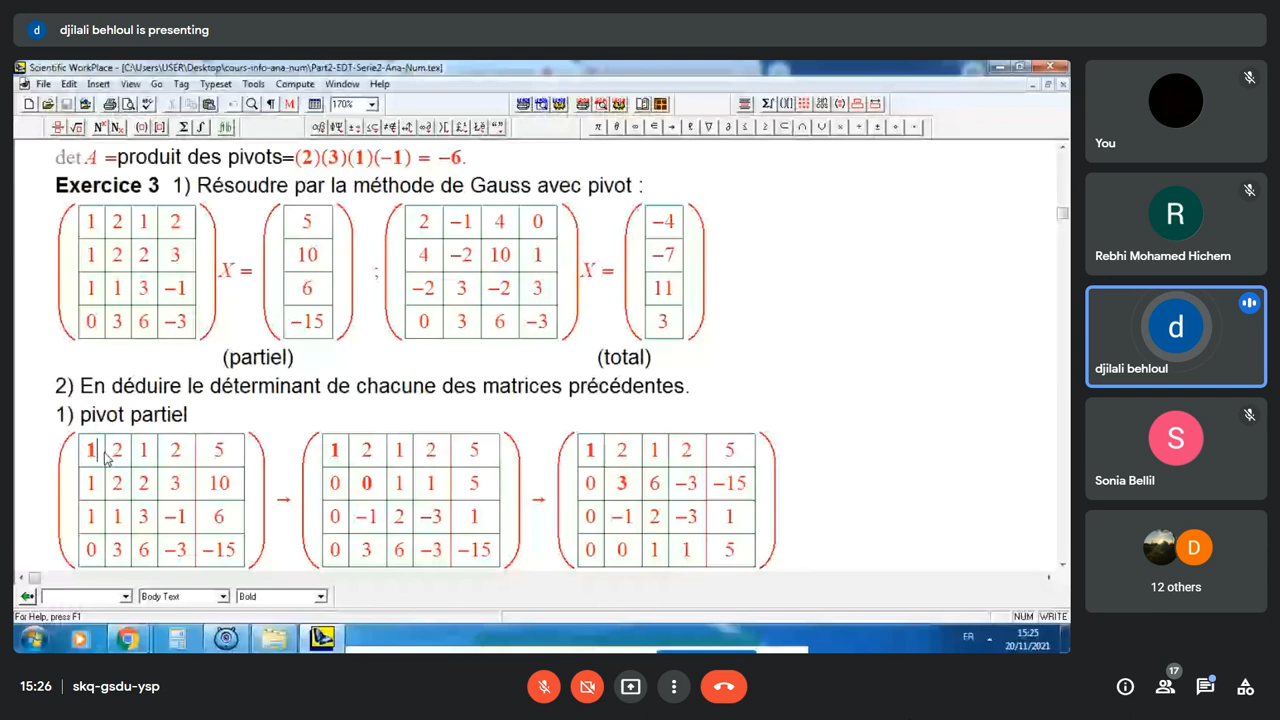 d djilali behloul is presenting
Scientific WorkPlace - [C:\Users\USER\Desktop\cours-info-ana-num\Part2-EDT-Serie2-Ana-Num.tex]
File Edit Insert View Go Tag Typeset Tools Compute Window Help
170%
det A =produit des pivots=(2)(3)(1)(−1) = −6.
Exercice 3 1) Résoudre par la méthode de Gauss avec pivot :
1 2 1 2 5 2 −1 4 0 −4
1 2 2 3 10 4 −2 10 1 −7
X = ; X =
1 1 3 −1 6 −2 3 −2 3 11
0 3 6 −3 −15 0 3 6 −3 3
(partiel) (total)
2) En déduire le déterminant de chacune des matrices précédentes.
1) pivot partiel
1 2 1 2 5 1 2 1 2 5 1 2 1 2 5
1 2 2 3 10 0 0 1 1 5 0 3 6 −3 −15
→ →
1 1 3 −1 6 0 −1 2 −3 1 0 −1 2 −3 1
0 3 6 −3 −15 0 3 6 −3 −15 0 0 1 1 5
Body Text Bold
For Help, press F1 NUM WRITE
FR 15:25
20/11/2021
15:26 | skq-gsdu-ysp
17
You
R
Rebhi Mohamed Hichem
d
djilali behloul
S
Sonia Bellil
D
12 others